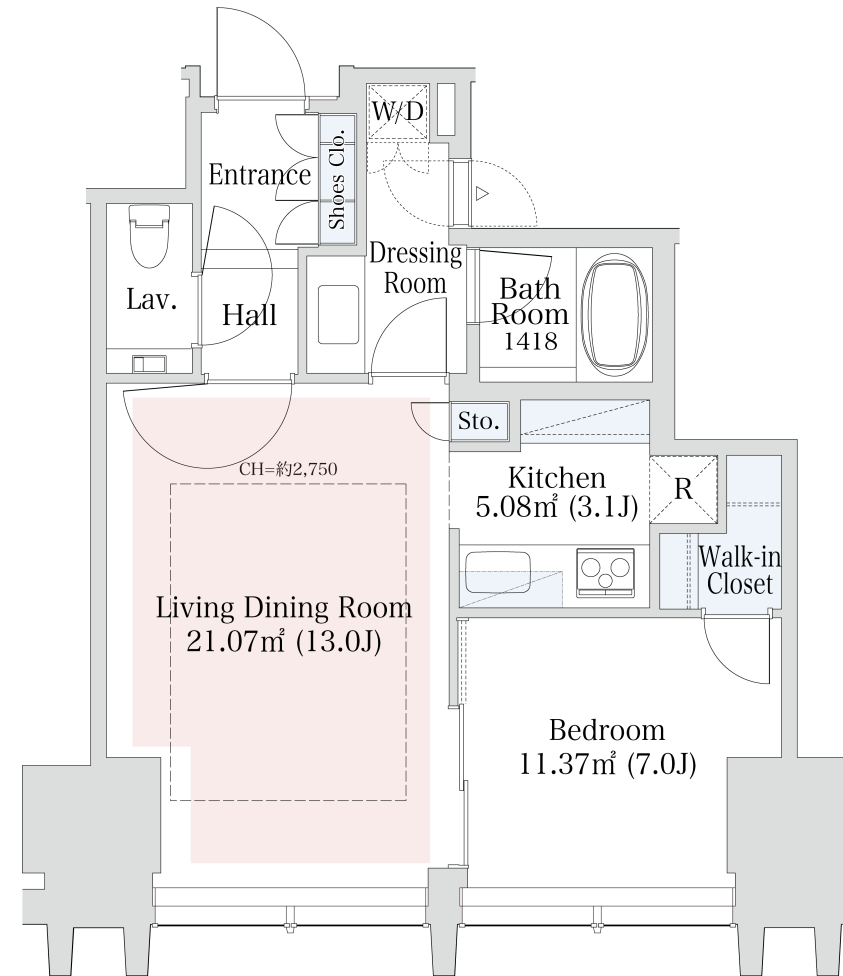 W/D
Entrance
Shoes Clo.
Dressing
Room
Lav.
Hall
Bath
Room
1418
Sto.
CH=約2,750
Kitchen
5.08㎡ (3.1J)
R
Walk-in
Closet
Living Dining Room
21.07㎡ (13.0J)
Bedroom
11.37㎡ (7.0J)